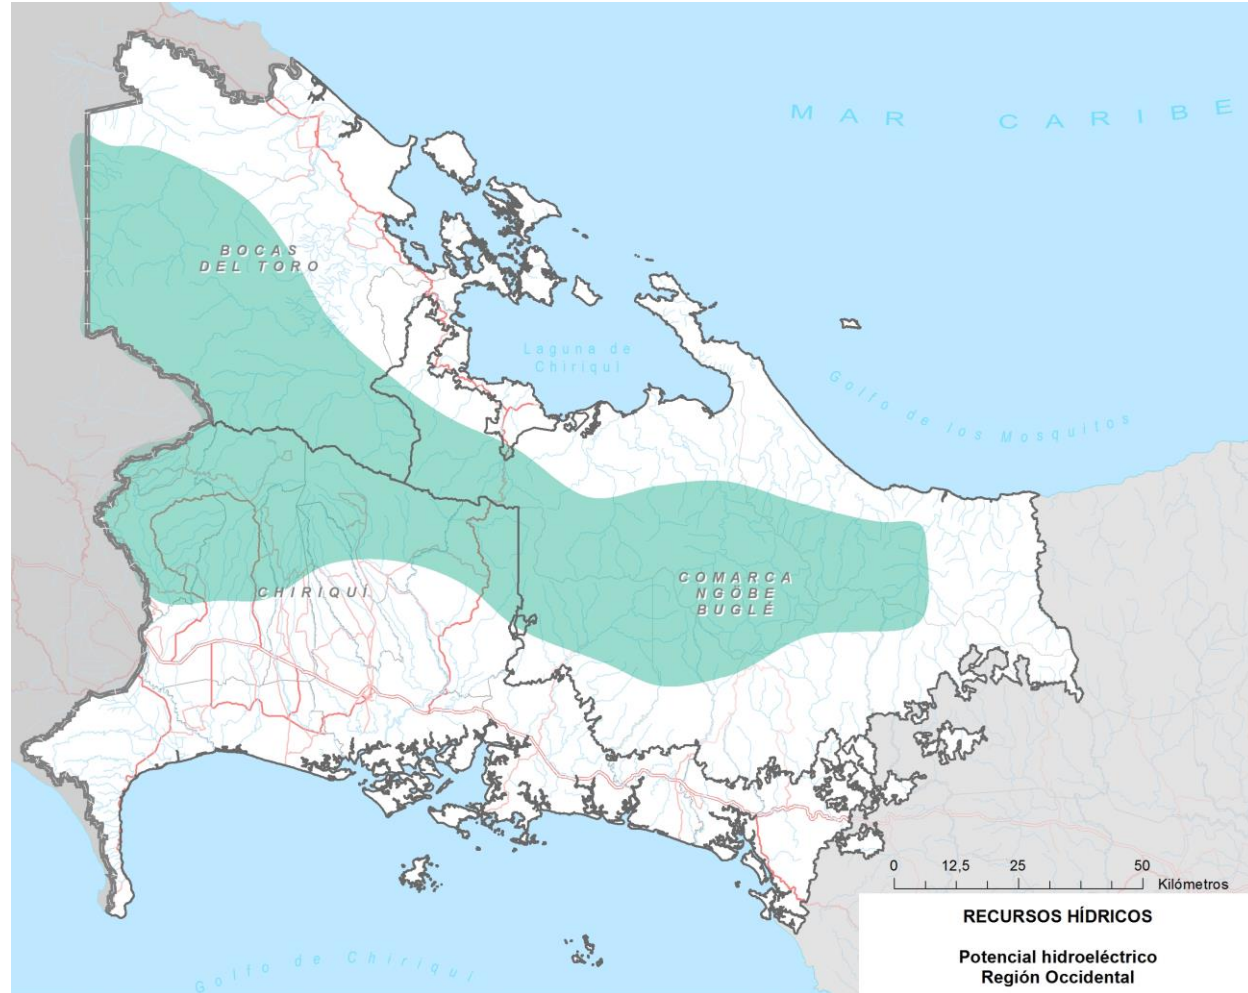 MAR CARIBE
BOCAS
DEL TORO
Laguna de
Chiriquí
Golfo de los Mosquitos
COMARCA
NGÖBE
BUGLÉ
CHIRIQUÍ
0 12,5 25 50
Kilómetros
RECURSOS HÍDRICOS
Potencial hidroeléctrico
Región Occidental
Golfo de Chiriquí